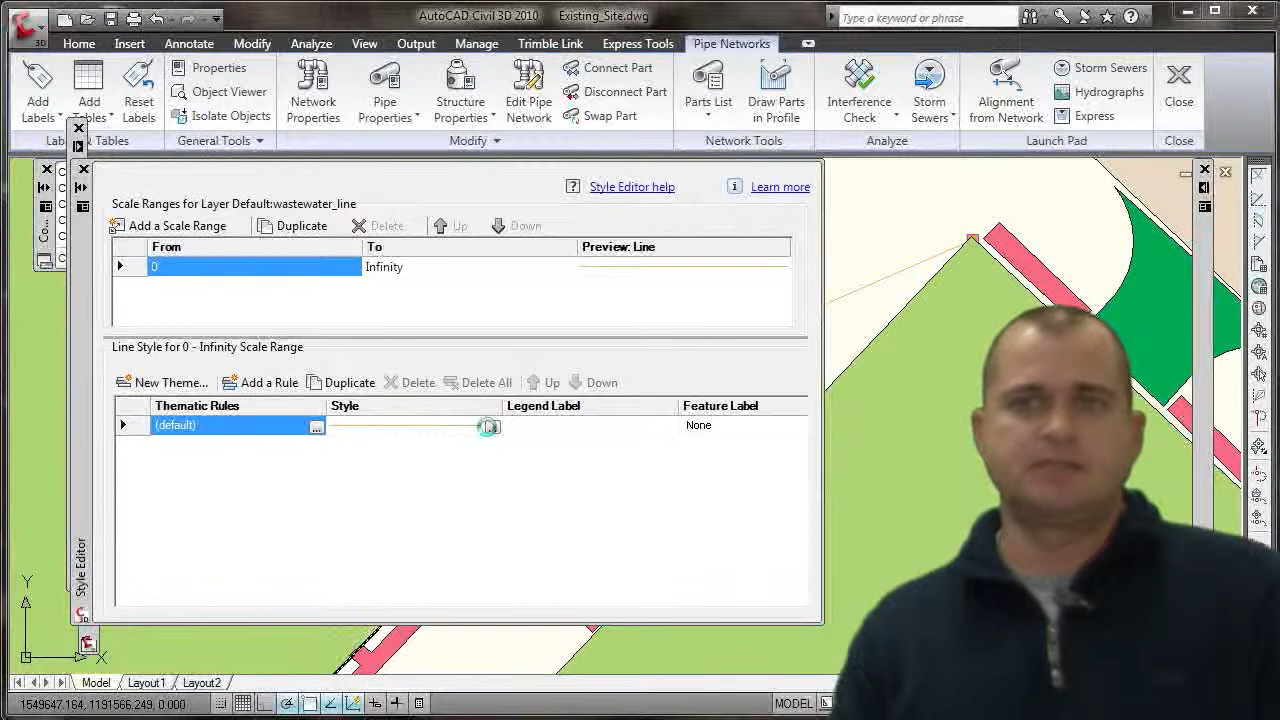 AutoCAD Civil 3D 2010 Existing_Site.dwg
Type a keyword or phrase
3D
Home Insert Annotate Modify Analyze View Output Manage Trimble Link Express Tools Pipe Networks
Add Labels
Add Tables
Reset Labels
Properties
Object Viewer
Isolate Objects
Network Properties
Pipe Properties
Structure Properties
Edit Pipe Network
Connect Part
Disconnect Part
Swap Part
Parts List
Draw Parts in Profile
Interference Check
Storm Sewers
Alignment from Network
Storm Sewers
Hydrographs
Express
Close
General Tools
Modify
Network Tools
Analyze
Launch Pad
Close
Style Editor help
Learn more
Scale Ranges for Layer Default:wastewater_line
Add a Scale Range Duplicate Delete Up Down
From To Preview: Line
0 Infinity
Line Style for 0 - Infinity Scale Range
New Theme... Add a Rule Duplicate Delete Delete All Up Down
Thematic Rules Style Legend Label Feature Label
(default) ... None
Style Editor
Y
X
Model Layout1 Layout2
1549647.164, 1191563.249, 0.000
MODEL